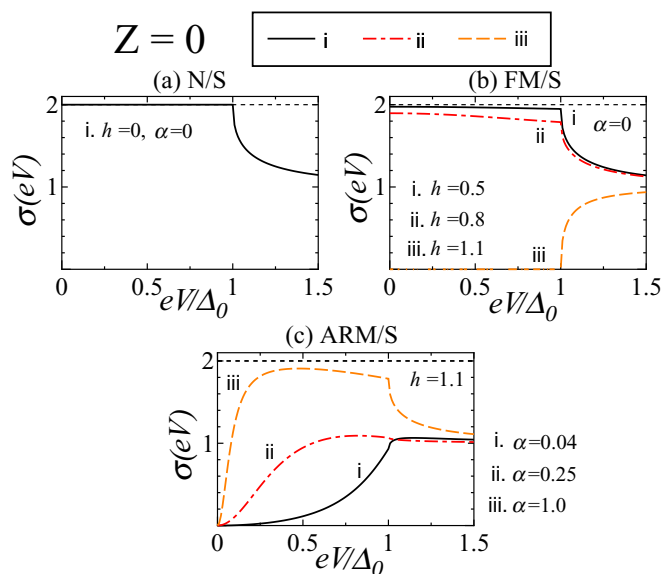 Z = 0
i ii iii
(a) N/S
2
1
σ(eV)
i. h=0, α=0
0 0.5 1 1.5
eV/Δ₀
(b) FM/S
2
1
σ(eV)
i
α=0
ii
i. h=0.5
ii. h=0.8
iii. h=1.1
iii
0 0.5 1 1.5
eV/Δ₀
(c) ARM/S
2
1
σ(eV)
iii
h=1.1
ii
i
i. α=0.04
ii. α=0.25
iii. α=1.0
0 0.5 1 1.5
eV/Δ₀